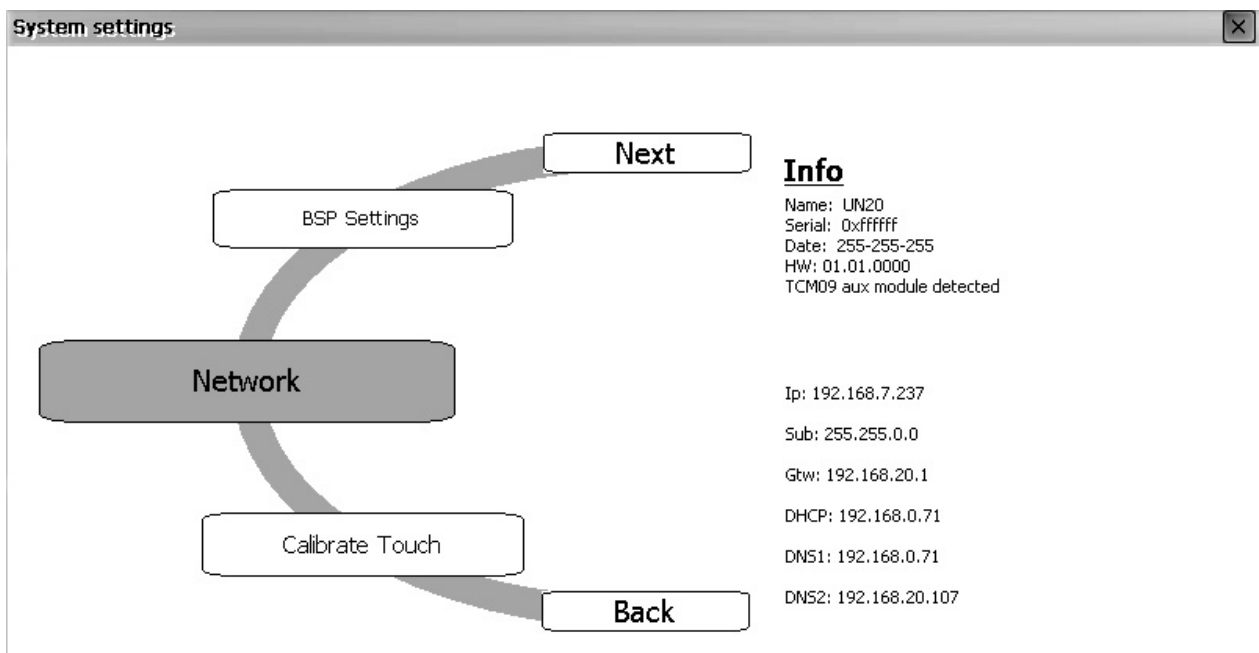 System settings
Next
BSP Settings
Network
Calibrate Touch
Back
Info
Name: UN20
Serial: 0xffffff
Date: 255-255-255
HW: 01.01.0000
TCM09 aux module detected
Ip: 192.168.7.237
Sub: 255.255.0.0
Gtw: 192.168.20.1
DHCP: 192.168.0.71
DNS1: 192.168.0.71
DNS2: 192.168.20.107